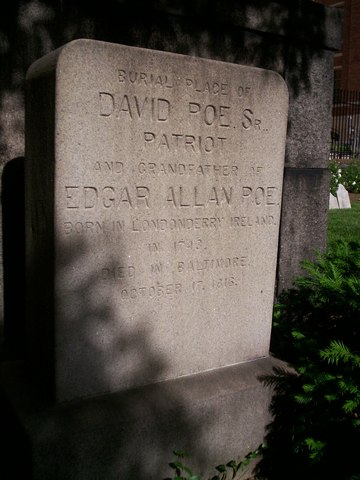 BURIAL PLACE OF
DAVID POE, Sr.,
PATRIOT
AND GRANDFATHER OF
EDGAR ALLAN POE.
BORN IN LONDONDERRY IRELAND.
IN 1743.
DIED IN BALTIMORE
OCTOBER 17, 1816.